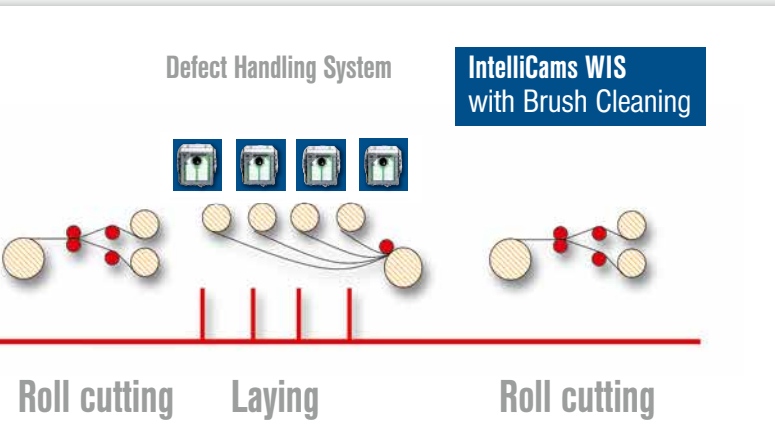 Defect Handling System
IntelliCams WIS
with Brush Cleaning
Roll cutting
Laying
Roll cutting